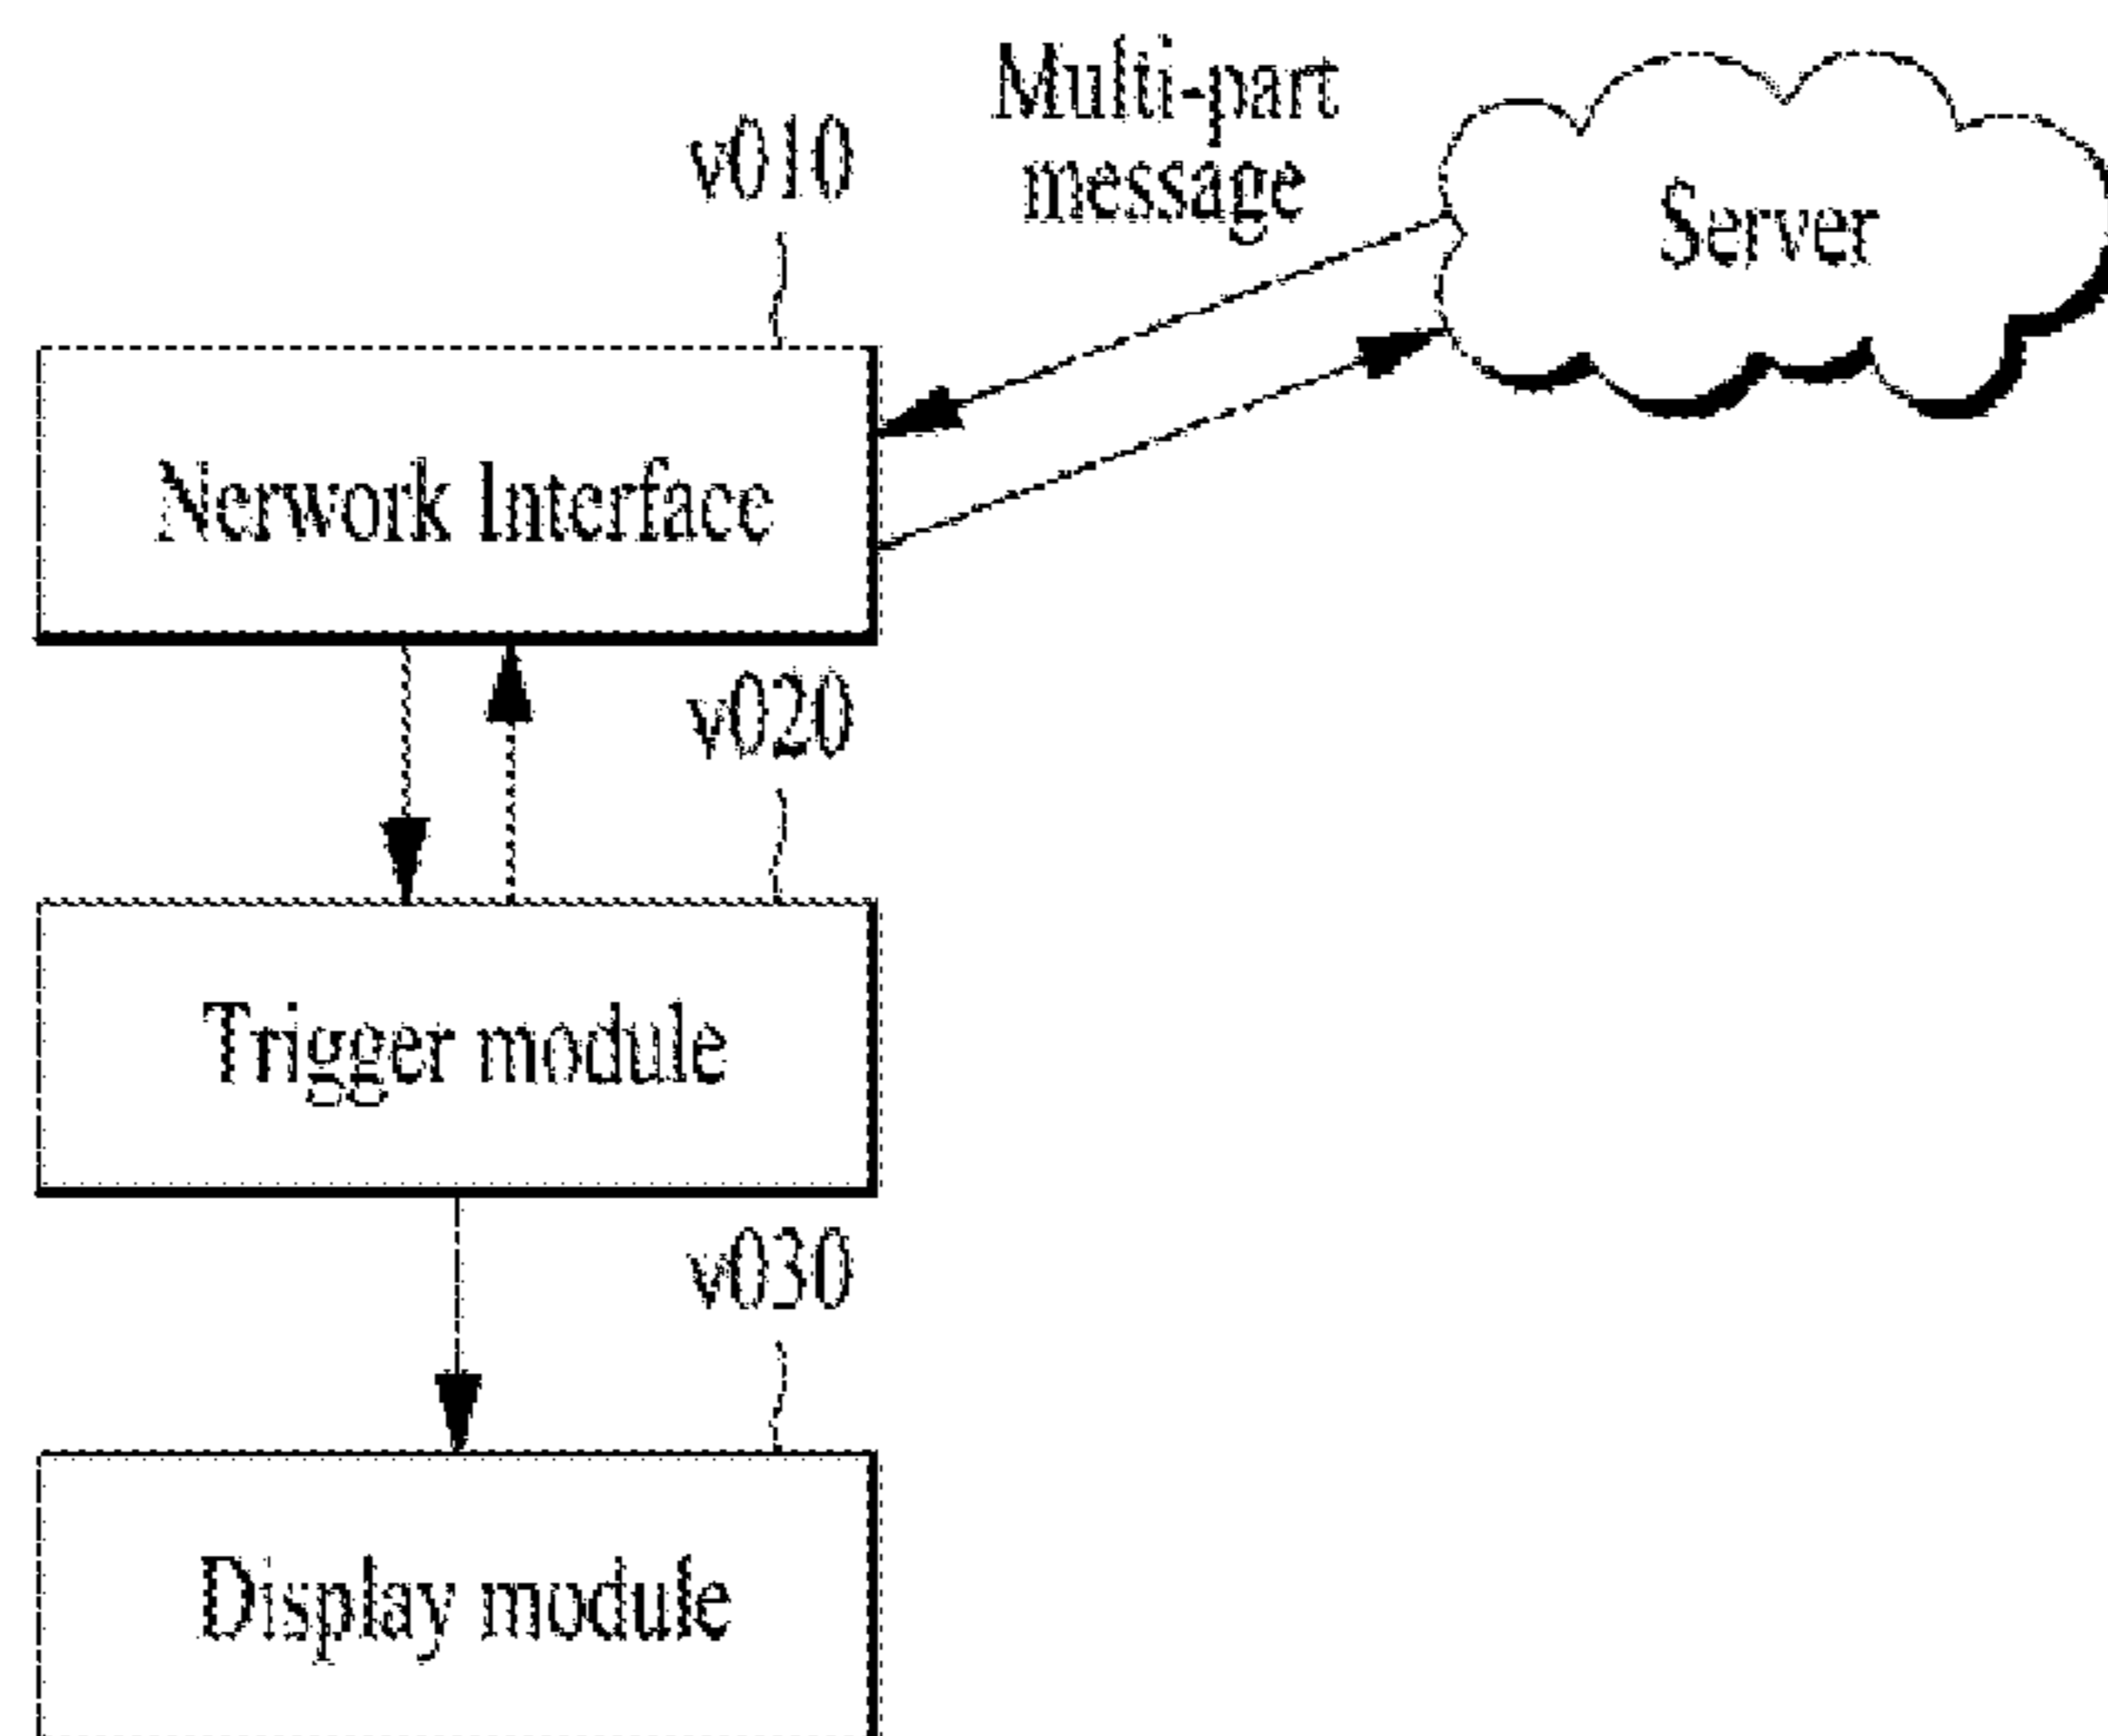 Multi-part
message
v010
Server
Nerwork Interface
v020
Trigger module
v030
Display module